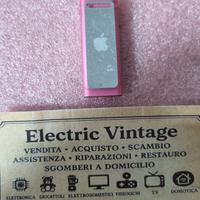 Electric Vintage
VENDITA • ACQUISTO • SCAMBIO
ASSISTENZA • RIPARAZIONI • RESTAURO
SGOMBERI A DOMICILIO
ELETTRONICA GIOCATTOLI ELETTRODOMESTICI VIDEOGIOCHI TV DOMOTICA